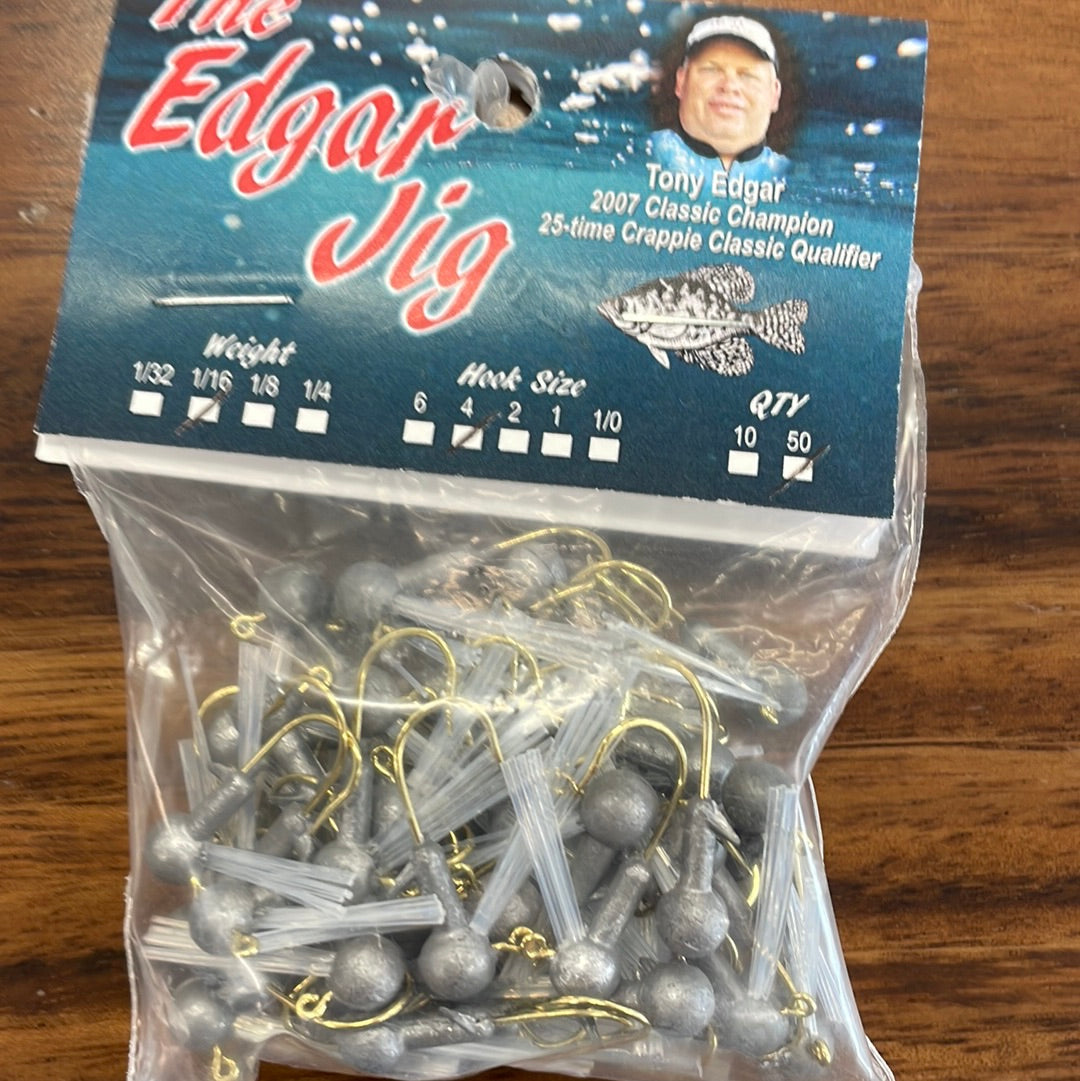 The
Edgar
Jig
Tony Edgar
2007 Classic Champion
25-time Crappie Classic Qualifier
Weight
1/32 1/16 1/8 1/4
Hook Size
6 4 2 1 1/0
QTY
10 50